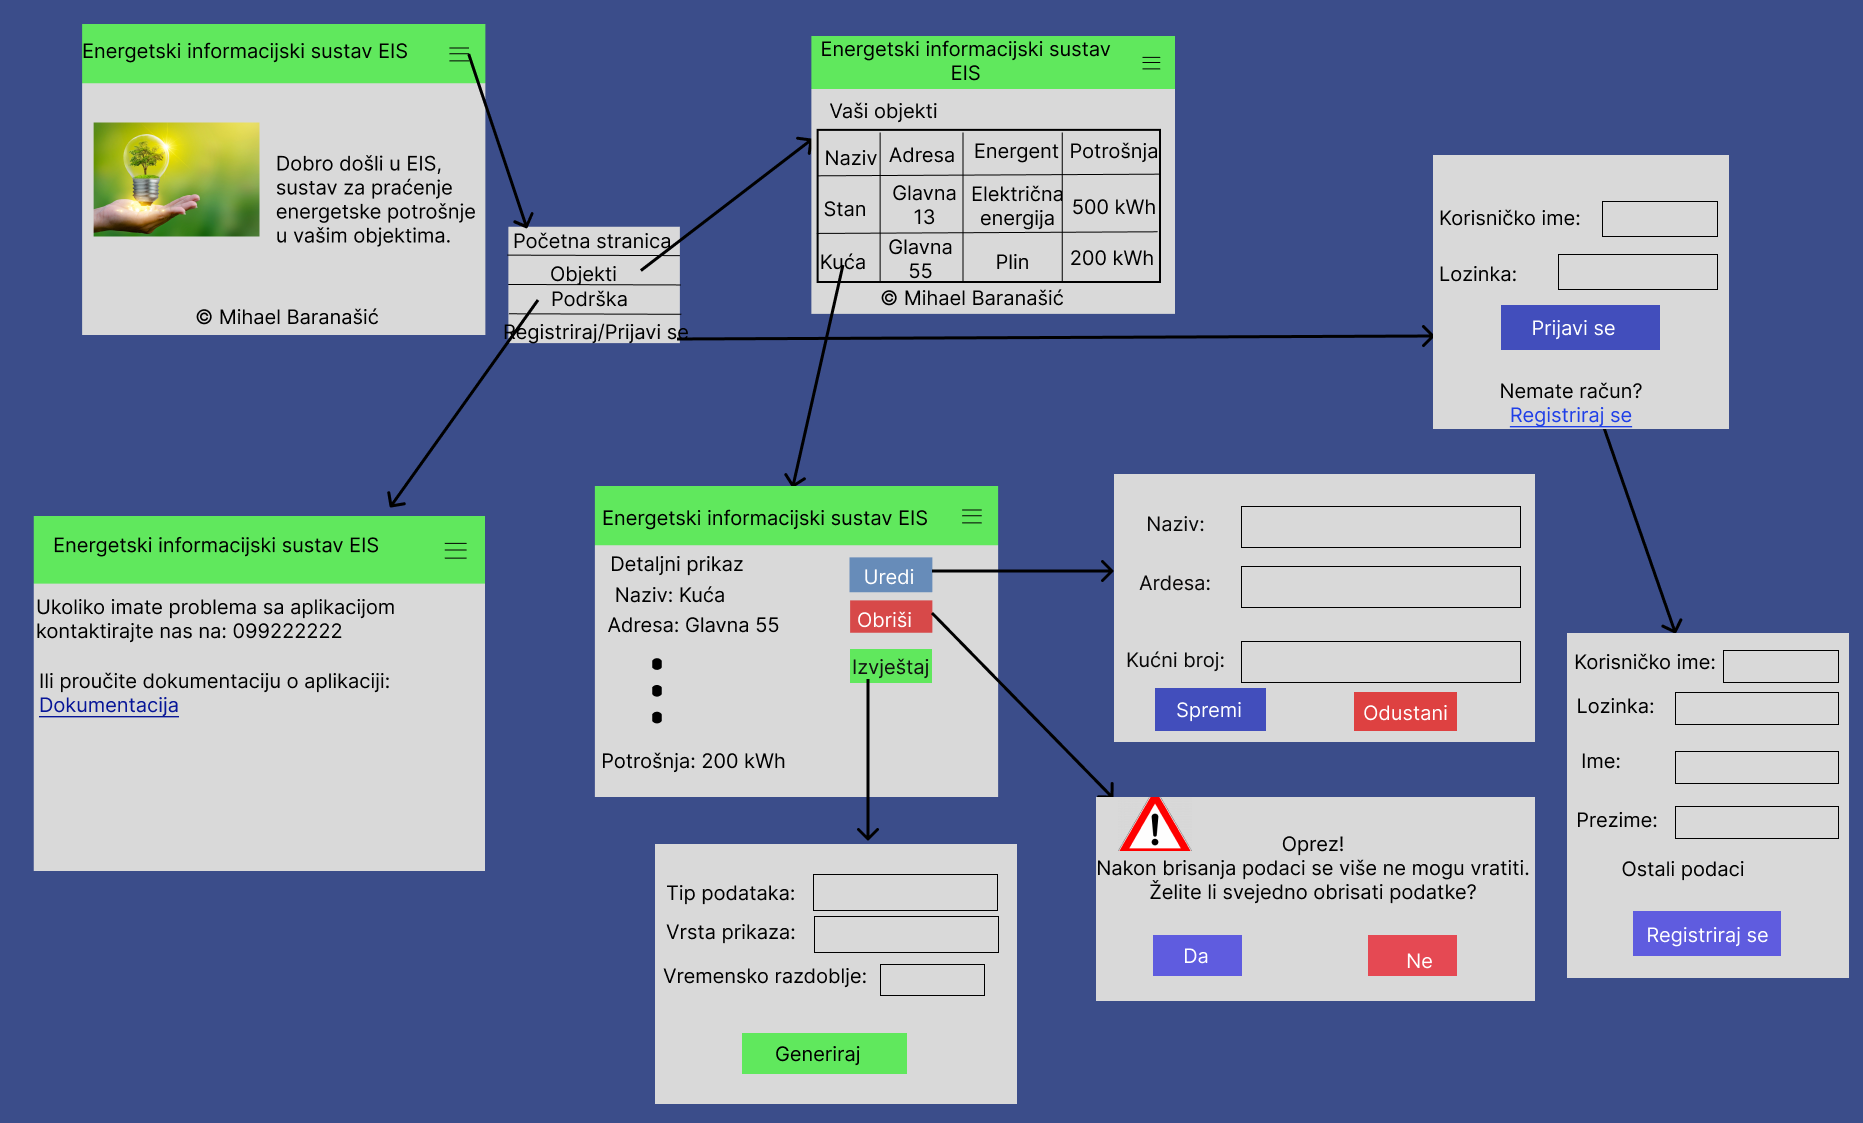 Energetski informacijski sustav EIS
Dobro došli u EIS,
sustav za praćenje
energetske potrošnje
u vašim objektima.
© Mihael Baranašić
Početna stranica
Objekti
Podrška
Registriraj/Prijavi se
Energetski informacijski sustav
EIS
Vaši objekti
Naziv Adresa Energent Potrošnja
Stan Glavna 13 Električna energija 500 kWh
Kuća Glavna 55 Plin 200 kWh
© Mihael Baranašić
Korisničko ime:
Lozinka:
Prijavi se
Nemate račun?
Registriraj se
Energetski informacijski sustav EIS
Ukoliko imate problema sa aplikacijom
kontaktirajte nas na: 099222222
Ili proučite dokumentaciju o aplikaciji:
Dokumentacija
Energetski informacijski sustav EIS
Detaljni prikaz
Naziv: Kuća
Adresa: Glavna 55
Potrošnja: 200 kWh
Uredi
Obriši
Izvještaj
Naziv:
Ardesa:
Kućni broj:
Spremi
Odustani
Korisničko ime:
Lozinka:
Ime:
Prezime:
Ostali podaci
Registriraj se
Oprez!
Nakon brisanja podaci se više ne mogu vratiti.
Želite li svejedno obrisati podatke?
Da
Ne
Tip podataka:
Vrsta prikaza:
Vremensko razdoblje:
Generiraj